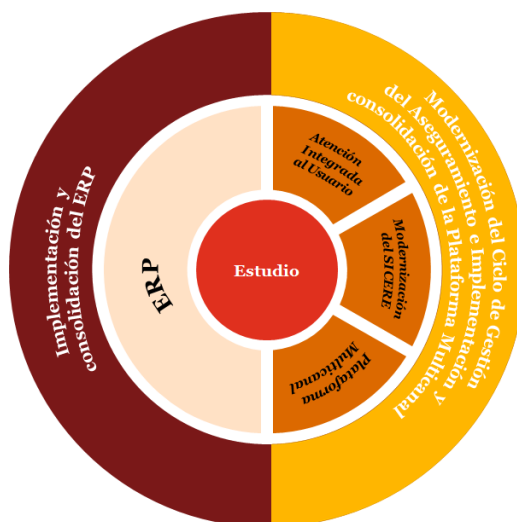 Implementación y
consolidación del ERP
ERP
Estudio
Atención
Integrada
al Usuario
Modernización
del SICERE
Plataforma
Multicanal
Modernización del Ciclo de Gestión
del Aseguramiento e Implementación y
consolidación de la Plataforma Multicanal